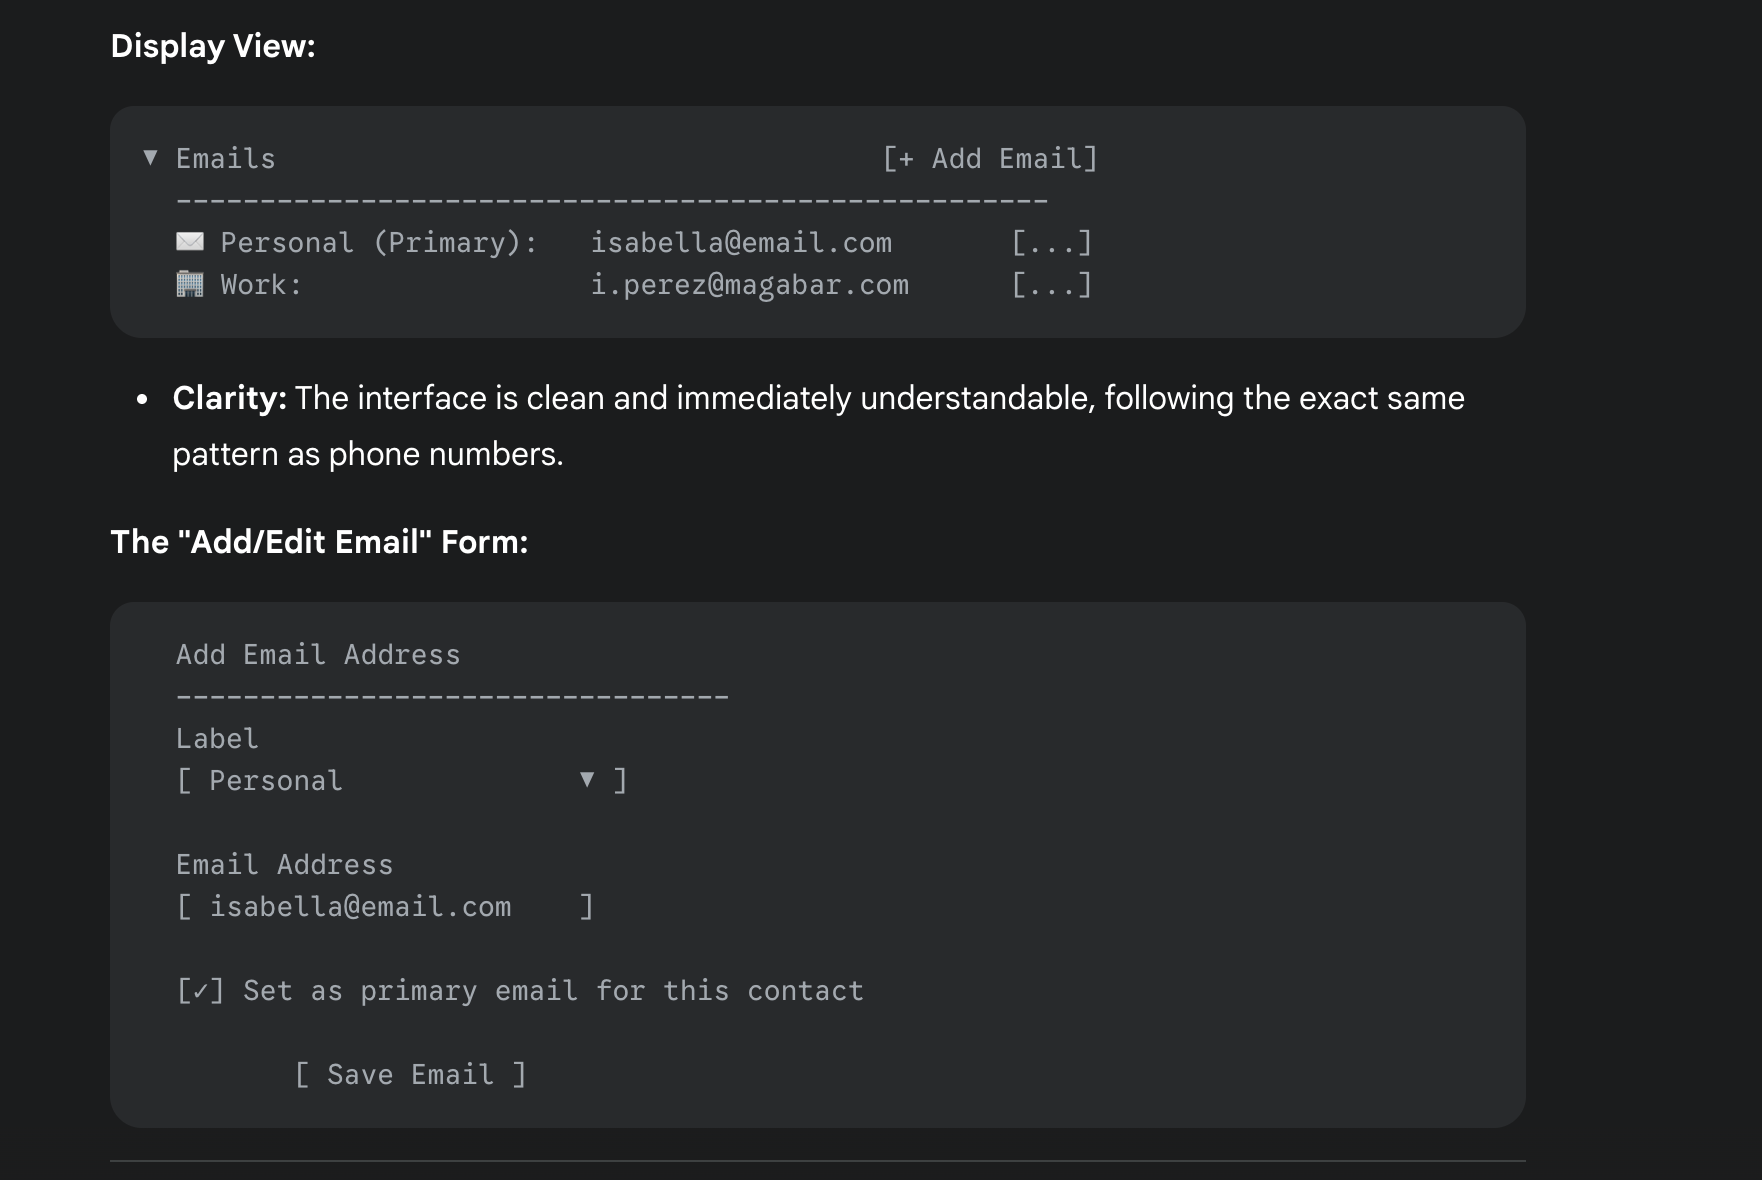 Display View:
▼ Emails [+ Add Email]
----------------------------------------------------
✉️ Personal (Primary): isabella@email.com [...]
🏢 Work: i.perez@magabar.com [...]
• Clarity: The interface is clean and immediately understandable, following the exact same
pattern as phone numbers.
The "Add/Edit Email" Form:
Add Email Address
---------------------------------
Label
[ Personal ▼ ]
Email Address
[ isabella@email.com ]
[✓] Set as primary email for this contact
[ Save Email ]